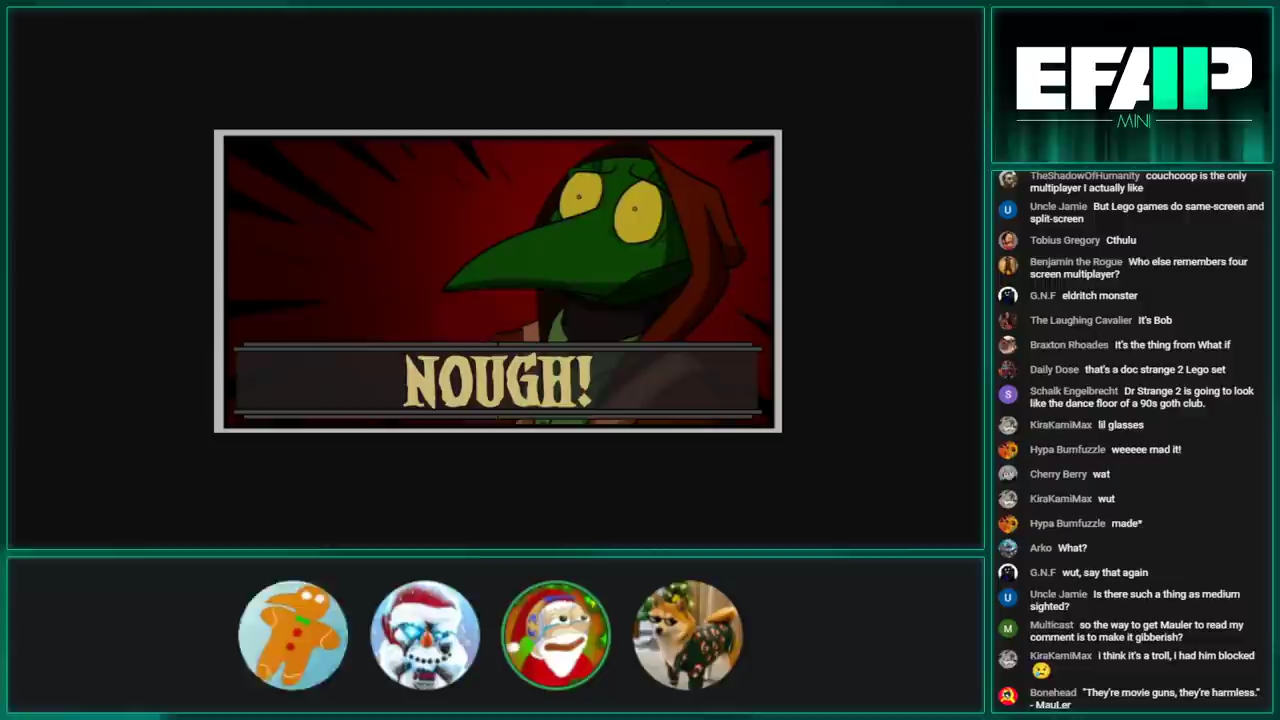 EFAP
MINI
NOUGH!
TheShadowOfHumanity couchcoop is the only
multiplayer I actually like
U Uncle Jamie But Lego games do same-screen and
split-screen
Tobius Gregory Cthulu
Benjamin the Rogue Who else remembers four
screen multiplayer?
G.N.F eldritch monster
The Laughing Cavalier It's Bob
Braxton Rhoades It's the thing from What if
Daily Dose that's a doc strange 2 Lego set
S Schalk Engelbrecht Dr Strange 2 is going to look
like the dance floor of a 90s goth club.
KiraKamiMax lil glasses
Hypa Bumfuzzle weeeee mad it!
Cherry Berry wat
KiraKamiMax wut
Hypa Bumfuzzle made*
Arko What?
G.N.F wut, say that again
U Uncle Jamie Is there such a thing as medium
sighted?
M Multicast so the way to get Mauler to read my
comment is to make it gibberish?
KiraKamiMax i think it's a troll, i had him blocked
😢
Bonehead "They're movie guns, they're harmless."
- MauLer